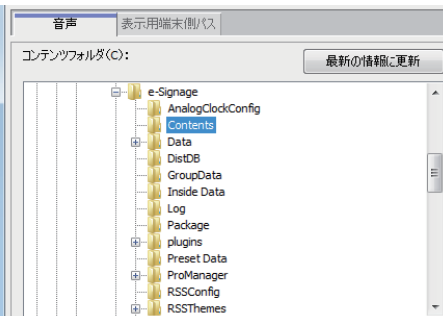 音声 表示用端末側パス
コンテンツフォルダ(C): 最新の情報に更新
e-Signage
AnalogClockConfig
Contents
Data
DistDB
GroupData
Inside Data
Log
Package
plugins
Preset Data
ProManager
RSSConfig
RSSThemes